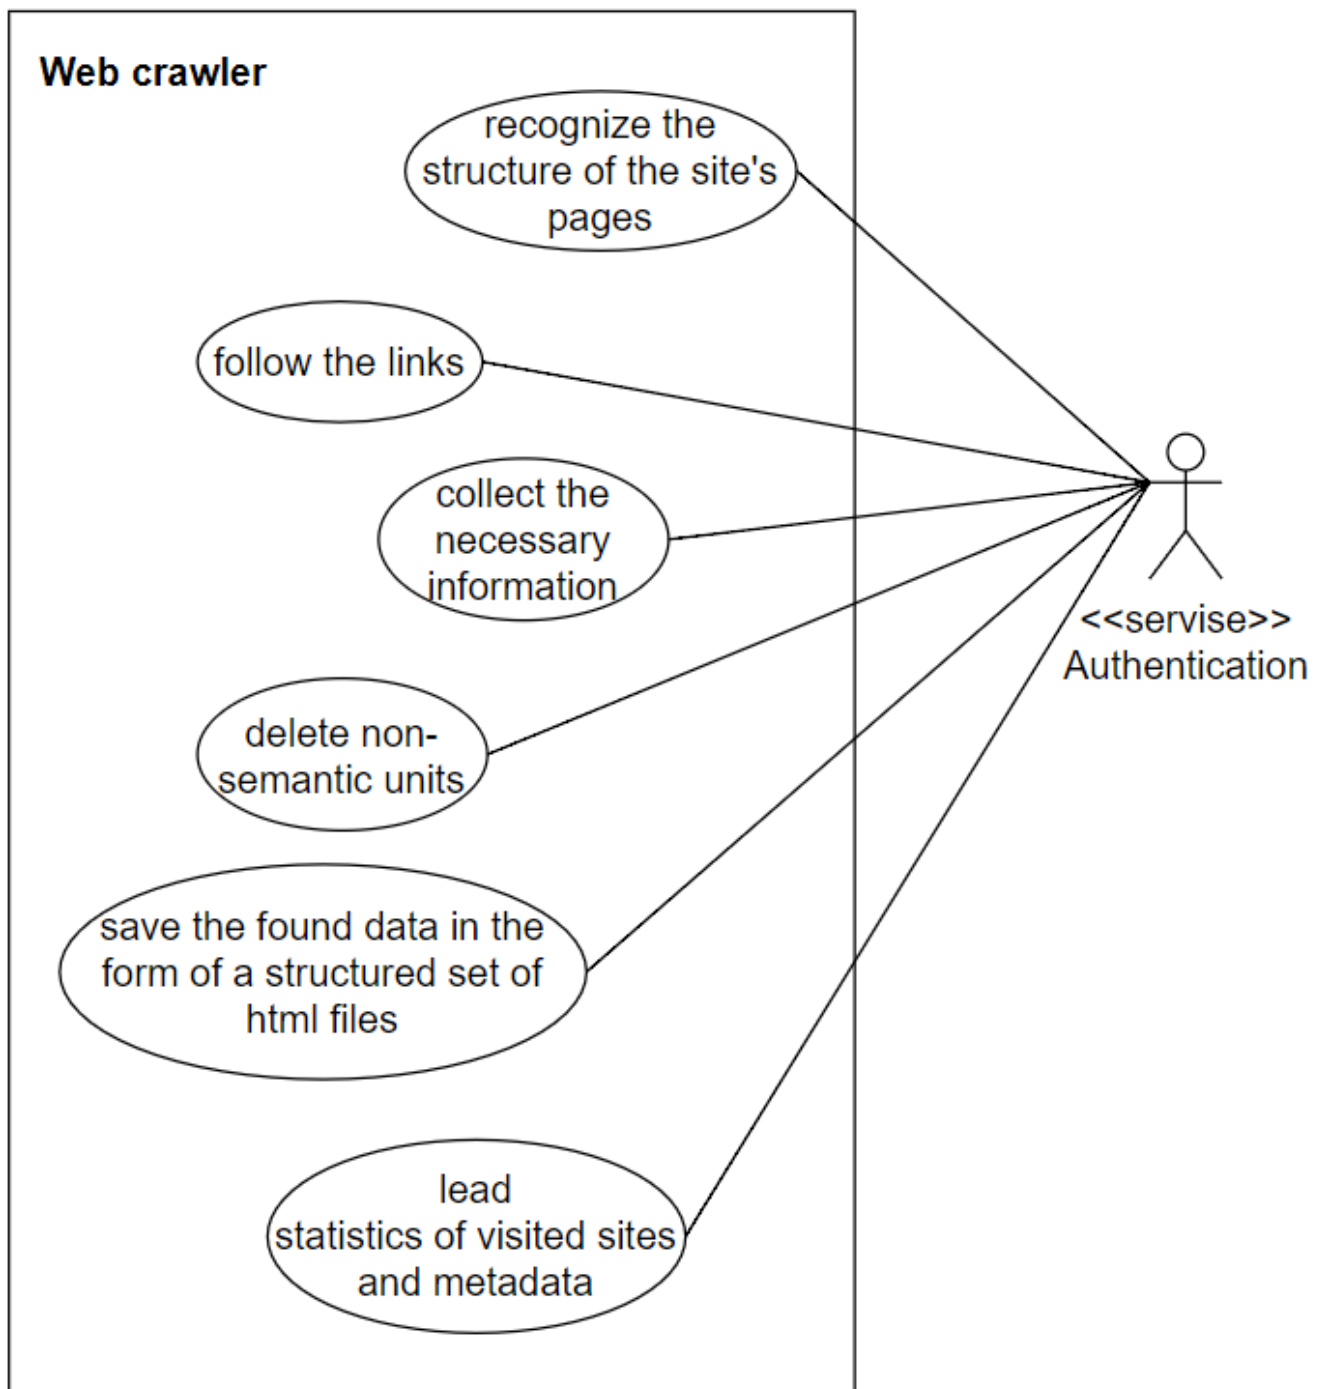 Web crawler
recognize the
structure of the site's
pages
follow the links
collect the
necessary
information
<<servise>>
Authentication
delete non-
semantic units
save the found data in the
form of a structured set of
html files
lead
statistics of visited sites
and metadata